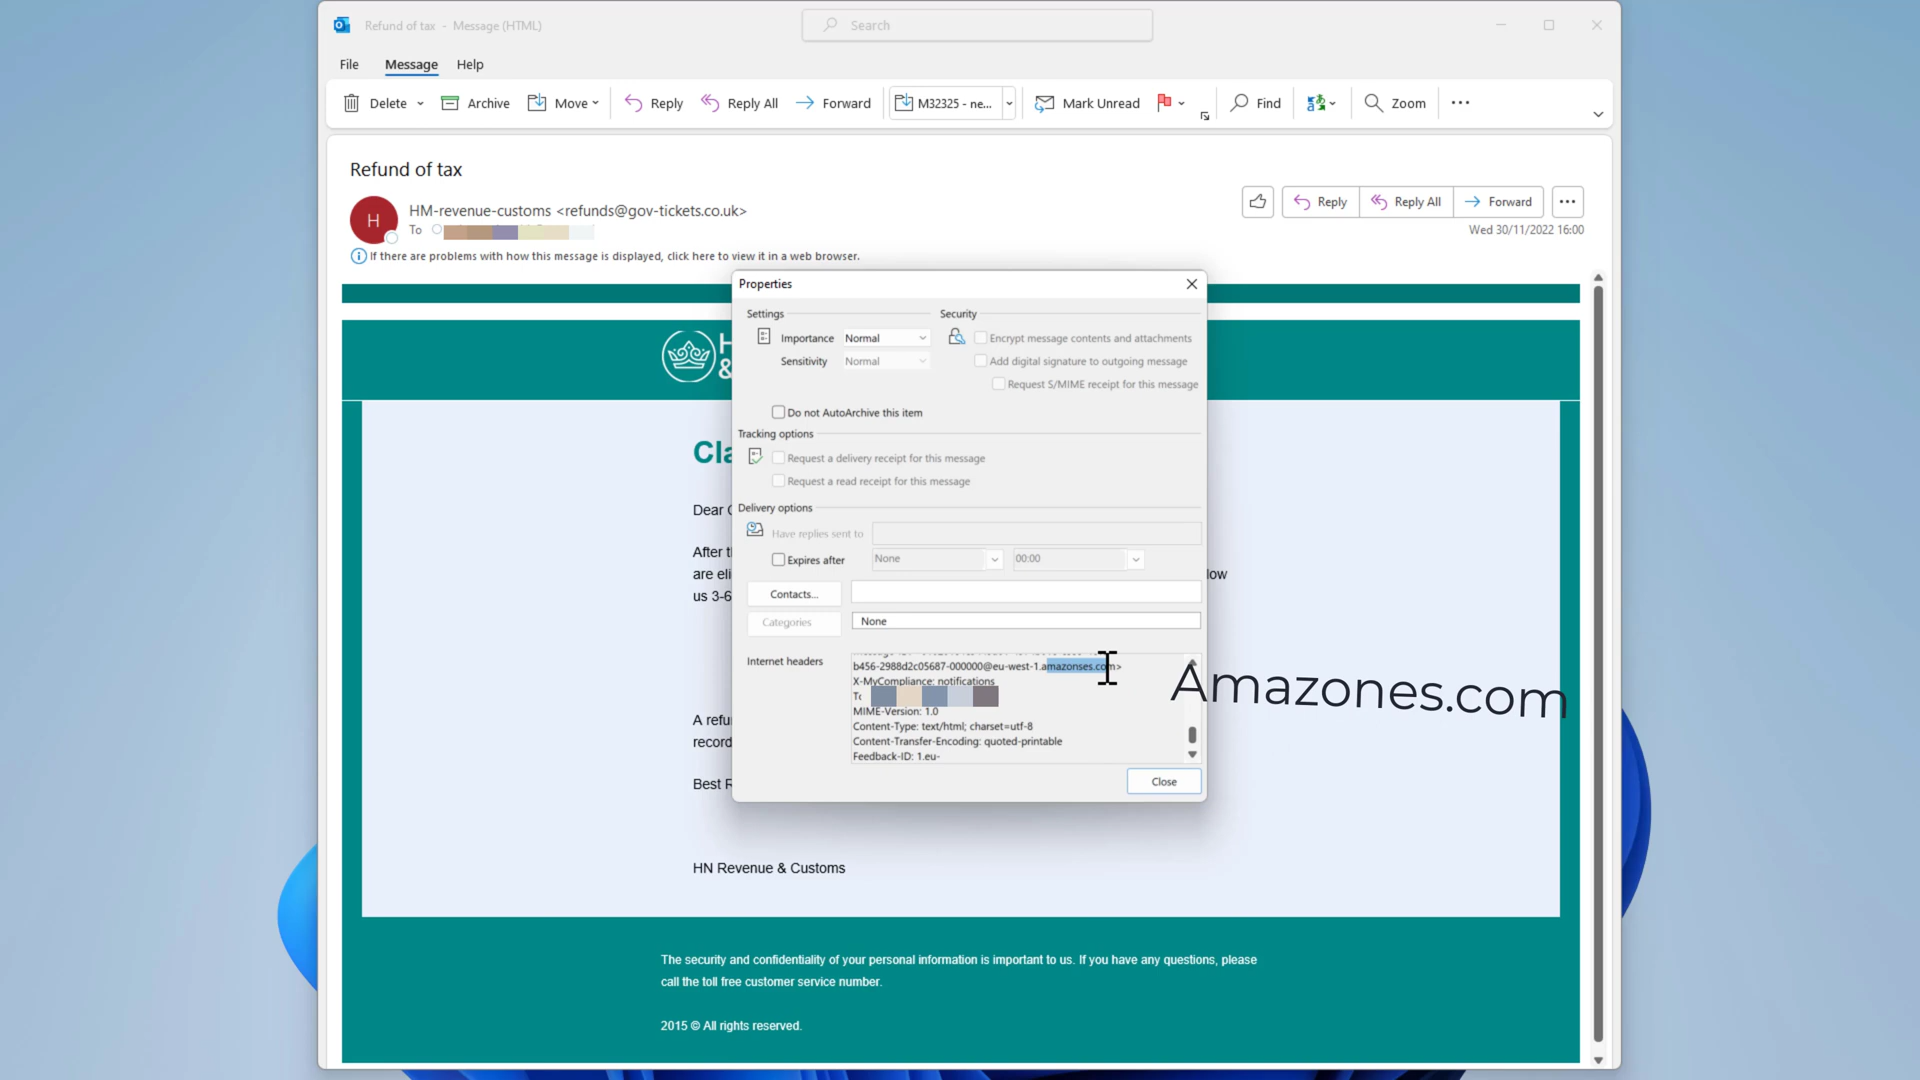 Refund of tax - Message (HTML)
Search
File Message Help
Delete Archive Move Reply Reply All Forward M32325 - ne... Mark Unread Find Zoom
Refund of tax
H
HM-revenue-customs <refunds@gov-tickets.co.uk>
To
Reply Reply All Forward
Wed 30/11/2022 16:00
If there are problems with how this message is displayed, click here to view it in a web browser.
Properties
Settings
Security
Importance Normal
Encrypt message contents and attachments
Sensitivity Normal
Add digital signature to outgoing message
Request S/MIME receipt for this message
Do not AutoArchive this item
Tracking options
Request a delivery receipt for this message
Request a read receipt for this message
Delivery options
Have replies sent to
Expires after None 00:00
Contacts...
Categories None
Internet headers
b456-2988d2c05687-000000@eu-west-1.amazonses.com>
X-MyCompliance: notifications
To
MIME-Version: 1.0
Content-Type: text/html; charset=utf-8
Content-Transfer-Encoding: quoted-printable
Feedback-ID: 1.eu-
Close
Amazones.com
H
&
Cla
Dear
After t
are eli
low
us 3-6
A refu
record
Best R
HN Revenue & Customs
The security and confidentiality of your personal information is important to us. If you have any questions, please
call the toll free customer service number.
2015 © All rights reserved.